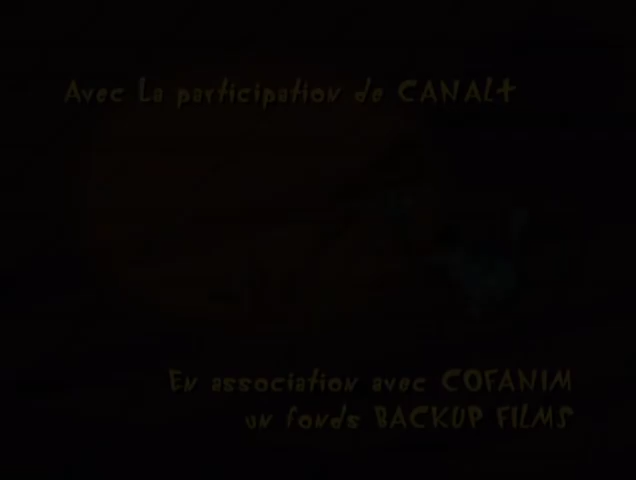 Avec la participation de CANAL+
En association avec COFANIM
un fonds BACKUP FILMS